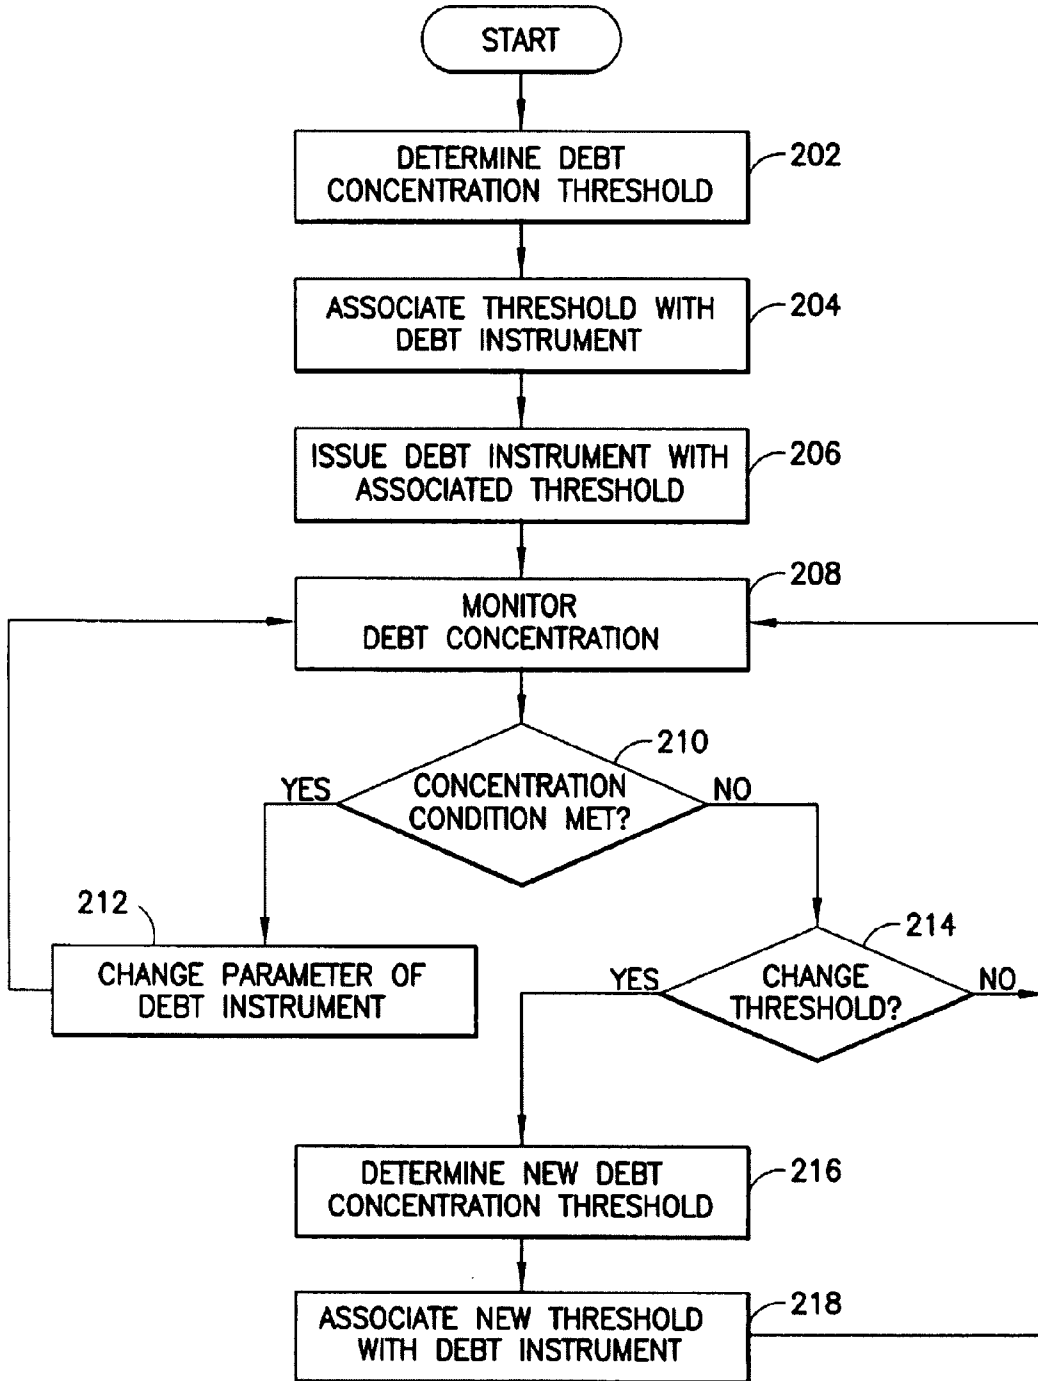 START
DETERMINE DEBT
CONCENTRATION THRESHOLD
202
ASSOCIATE THRESHOLD WITH
DEBT INSTRUMENT
204
ISSUE DEBT INSTRUMENT WITH
ASSOCIATED THRESHOLD
206
MONITOR
DEBT CONCENTRATION
208
210
YES
CONCENTRATION
CONDITION MET?
NO
212
CHANGE PARAMETER OF
DEBT INSTRUMENT
214
YES
CHANGE
THRESHOLD?
NO
DETERMINE NEW DEBT
CONCENTRATION THRESHOLD
216
ASSOCIATE NEW THRESHOLD
WITH DEBT INSTRUMENT
218